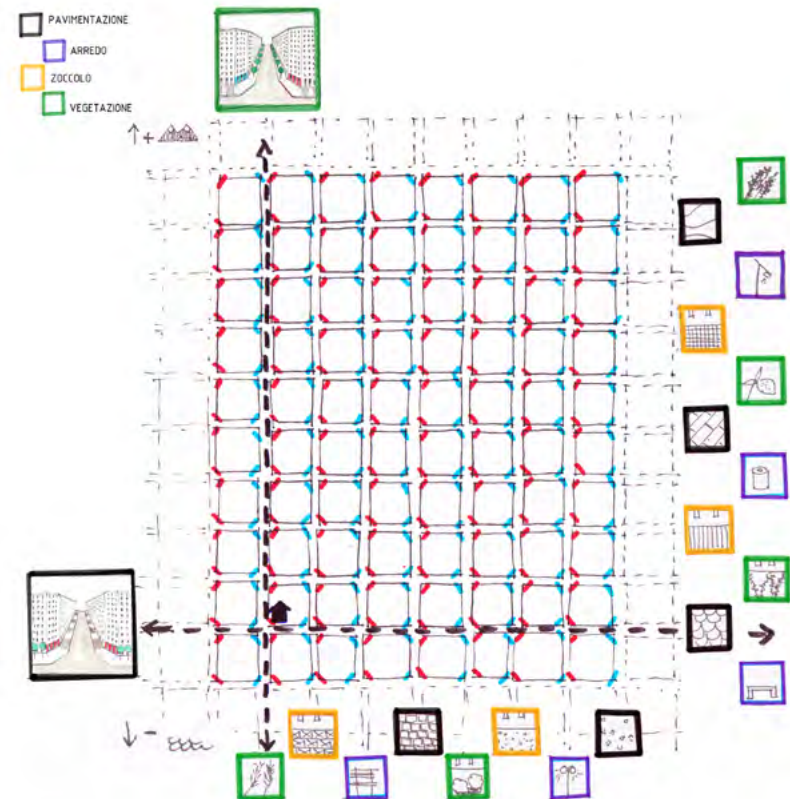 PAVIMENTAZIONE
ARREDO
ZOCCOLO
VEGETAZIONE
+
-